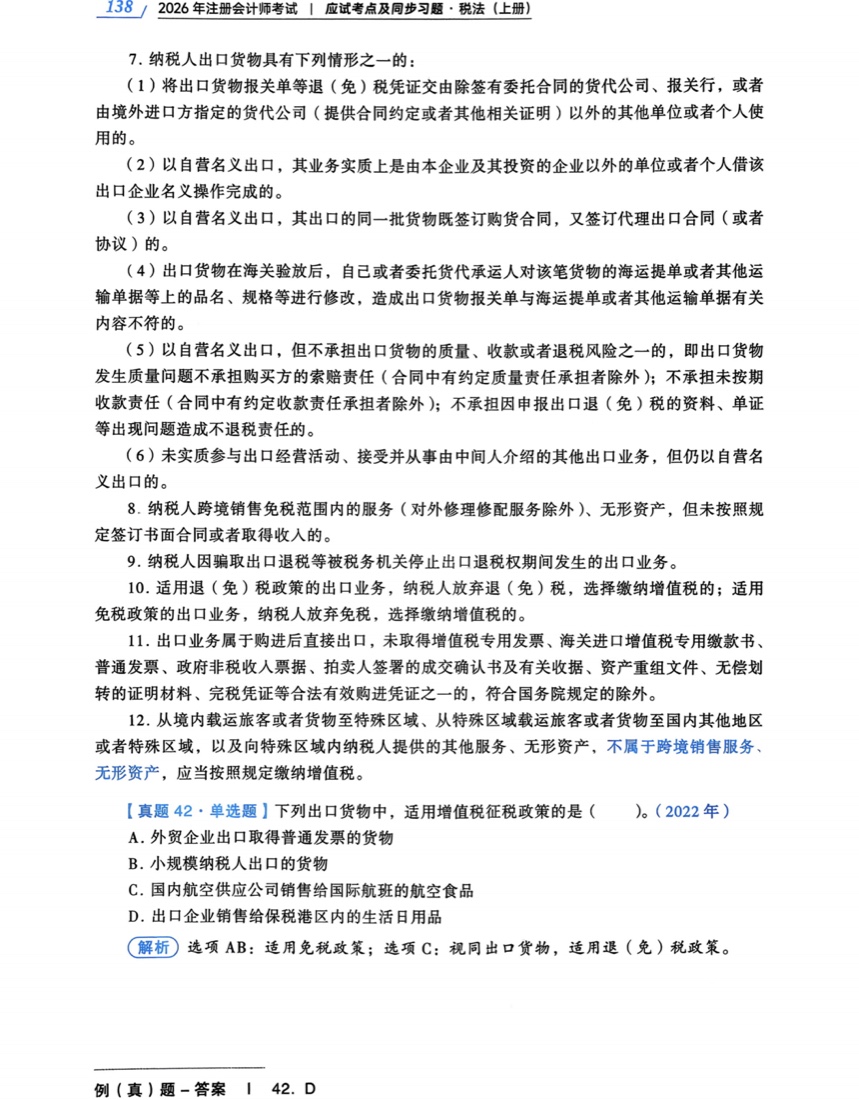 138 2026年注册会计师考试 | 应试考点及同步习题·税法（上册）
7. 纳税人出口货物具有下列情形之一的：
（1）将出口货物报关单等退（免）税凭证交由除签有委托合同的货代公司、报关行，或者
由境外进口方指定的货代公司（提供合同约定或者其他相关证明）以外的其他单位或者个人使
用的。
（2）以自营名义出口，其业务实质上是由本企业及其投资的企业以外的单位或者个人借该
出口企业名义操作完成的。
（3）以自营名义出口，其出口的同一批货物既签订购货合同，又签订代理出口合同（或者
协议）的。
（4）出口货物在海关验放后，自己或者委托货代承运人对该笔货物的海运提单或者其他运
输单据等上的品名、规格等进行修改，造成出口货物报关单与海运提单或者其他运输单据有关
内容不符的。
（5）以自营名义出口，但不承担出口货物的质量、收款或者退税风险之一的，即出口货物
发生质量问题不承担购买方的索赔责任（合同中有约定质量责任承担者除外）；不承担未按期
收款责任（合同中有约定收款责任承担者除外）；不承担因申报出口退（免）税的资料、单证
等出现问题造成不退税责任的。
（6）未实质参与出口经营活动、接受并从事由中间人介绍的其他出口业务，但仍以自营名
义出口的。
8. 纳税人跨境销售免税范围内的服务（对外修理修配服务除外）、无形资产，但未按照规
定签订书面合同或者取得收入的。
9. 纳税人因骗取出口退税等被税务机关停止出口退税权期间发生的出口业务。
10. 适用退（免）税政策的出口业务，纳税人放弃退（免）税，选择缴纳增值税的；适用
免税政策的出口业务，纳税人放弃免税，选择缴纳增值税的。
11. 出口业务属于购进后直接出口，未取得增值税专用发票、海关进口增值税专用缴款书、
普通发票、政府非税收入票据、拍卖人签署的成交确认书及有关收据、资产重组文件、无偿划
转的证明材料、完税凭证等合法有效购进凭证之一的，符合国务院规定的除外。
12. 从境内载运旅客或者货物至特殊区域、从特殊区域载运旅客或者货物至国内其他地区
或者特殊区域，以及向特殊区域内纳税人提供的其他服务、无形资产，不属于跨境销售服务、
无形资产，应当按照规定缴纳增值税。
【真题42·单选题】下列出口货物中，适用增值税征税政策的是（　　）。（2022年）
A. 外贸企业出口取得普通发票的货物
B. 小规模纳税人出口的货物
C. 国内航空供应公司销售给国际航班的航空食品
D. 出口企业销售给保税港区内的生活日用品
解析 选项AB：适用免税政策；选项C：视同出口货物，适用退（免）税政策。
例（真）题－答案 | 42. D